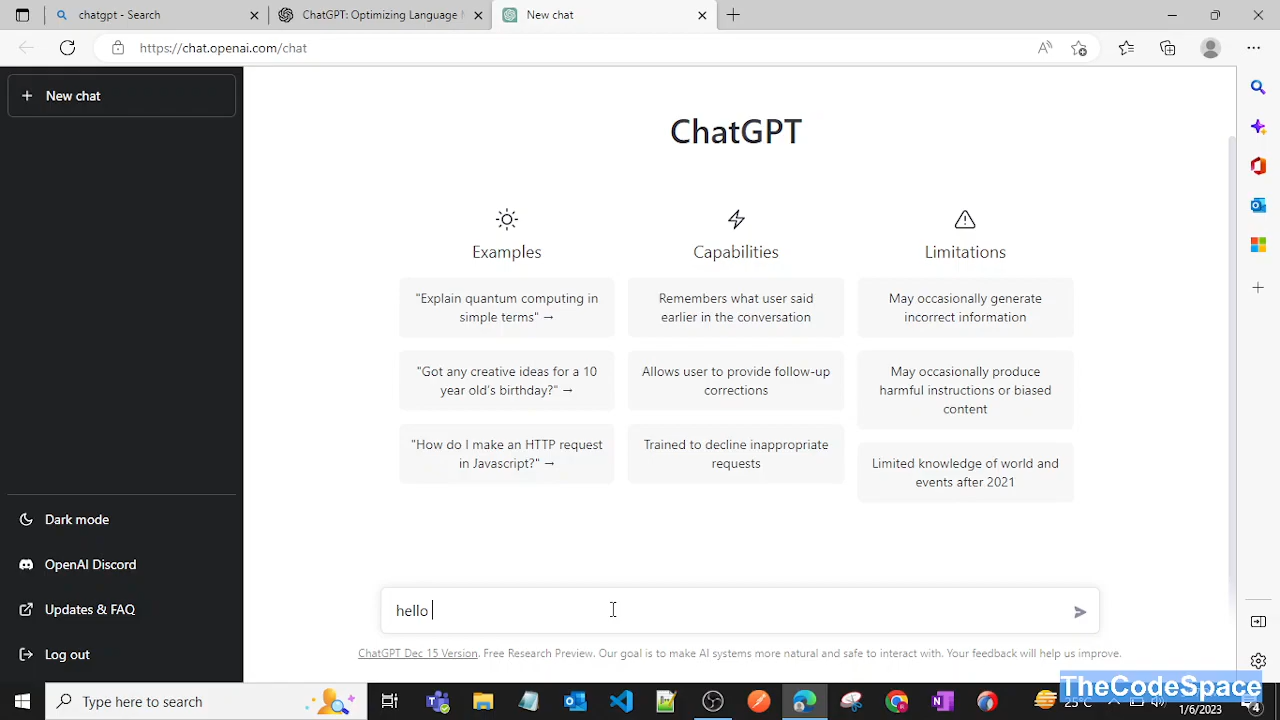 chatgpt - Search
ChatGPT: Optimizing Language
New chat
https://chat.openai.com/chat
New chat
ChatGPT
Examples
Capabilities
Limitations
"Explain quantum computing in
simple terms" →
Remembers what user said
earlier in the conversation
May occasionally generate
incorrect information
"Got any creative ideas for a 10
year old's birthday?" →
Allows user to provide follow-up
corrections
May occasionally produce
harmful instructions or biased
content
"How do I make an HTTP request
in Javascript?" →
Trained to decline inappropriate
requests
Limited knowledge of world and
events after 2021
Dark mode
OpenAI Discord
Updates & FAQ
Log out
hello
ChatGPT Dec 15 Version. Free Research Preview. Our goal is to make AI systems more natural and safe to interact with. Your feedback will help us improve.
TheCodeSpace
Type here to search
25°C
1/6/2023
4